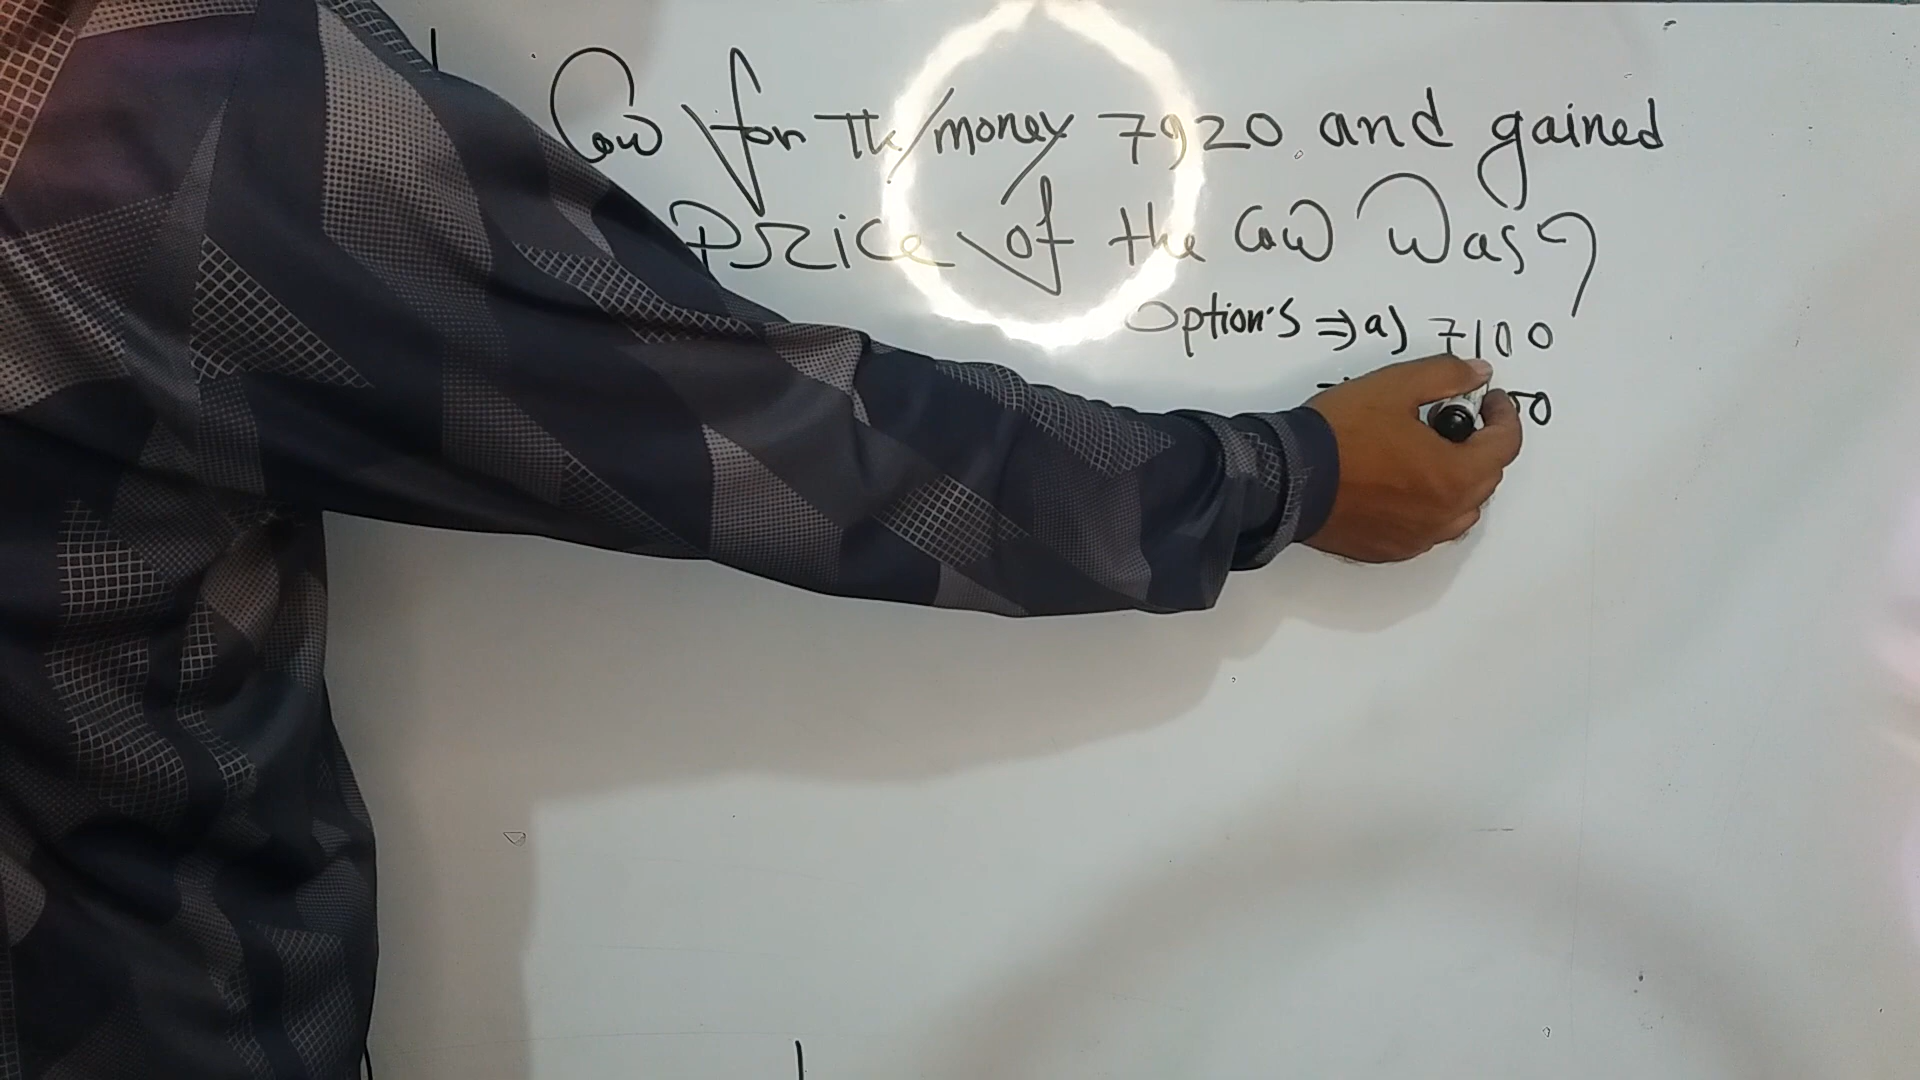 Cow for TK/money 7920 and gained
Price of the Cow Was?
Option's ⇒ a) 7100